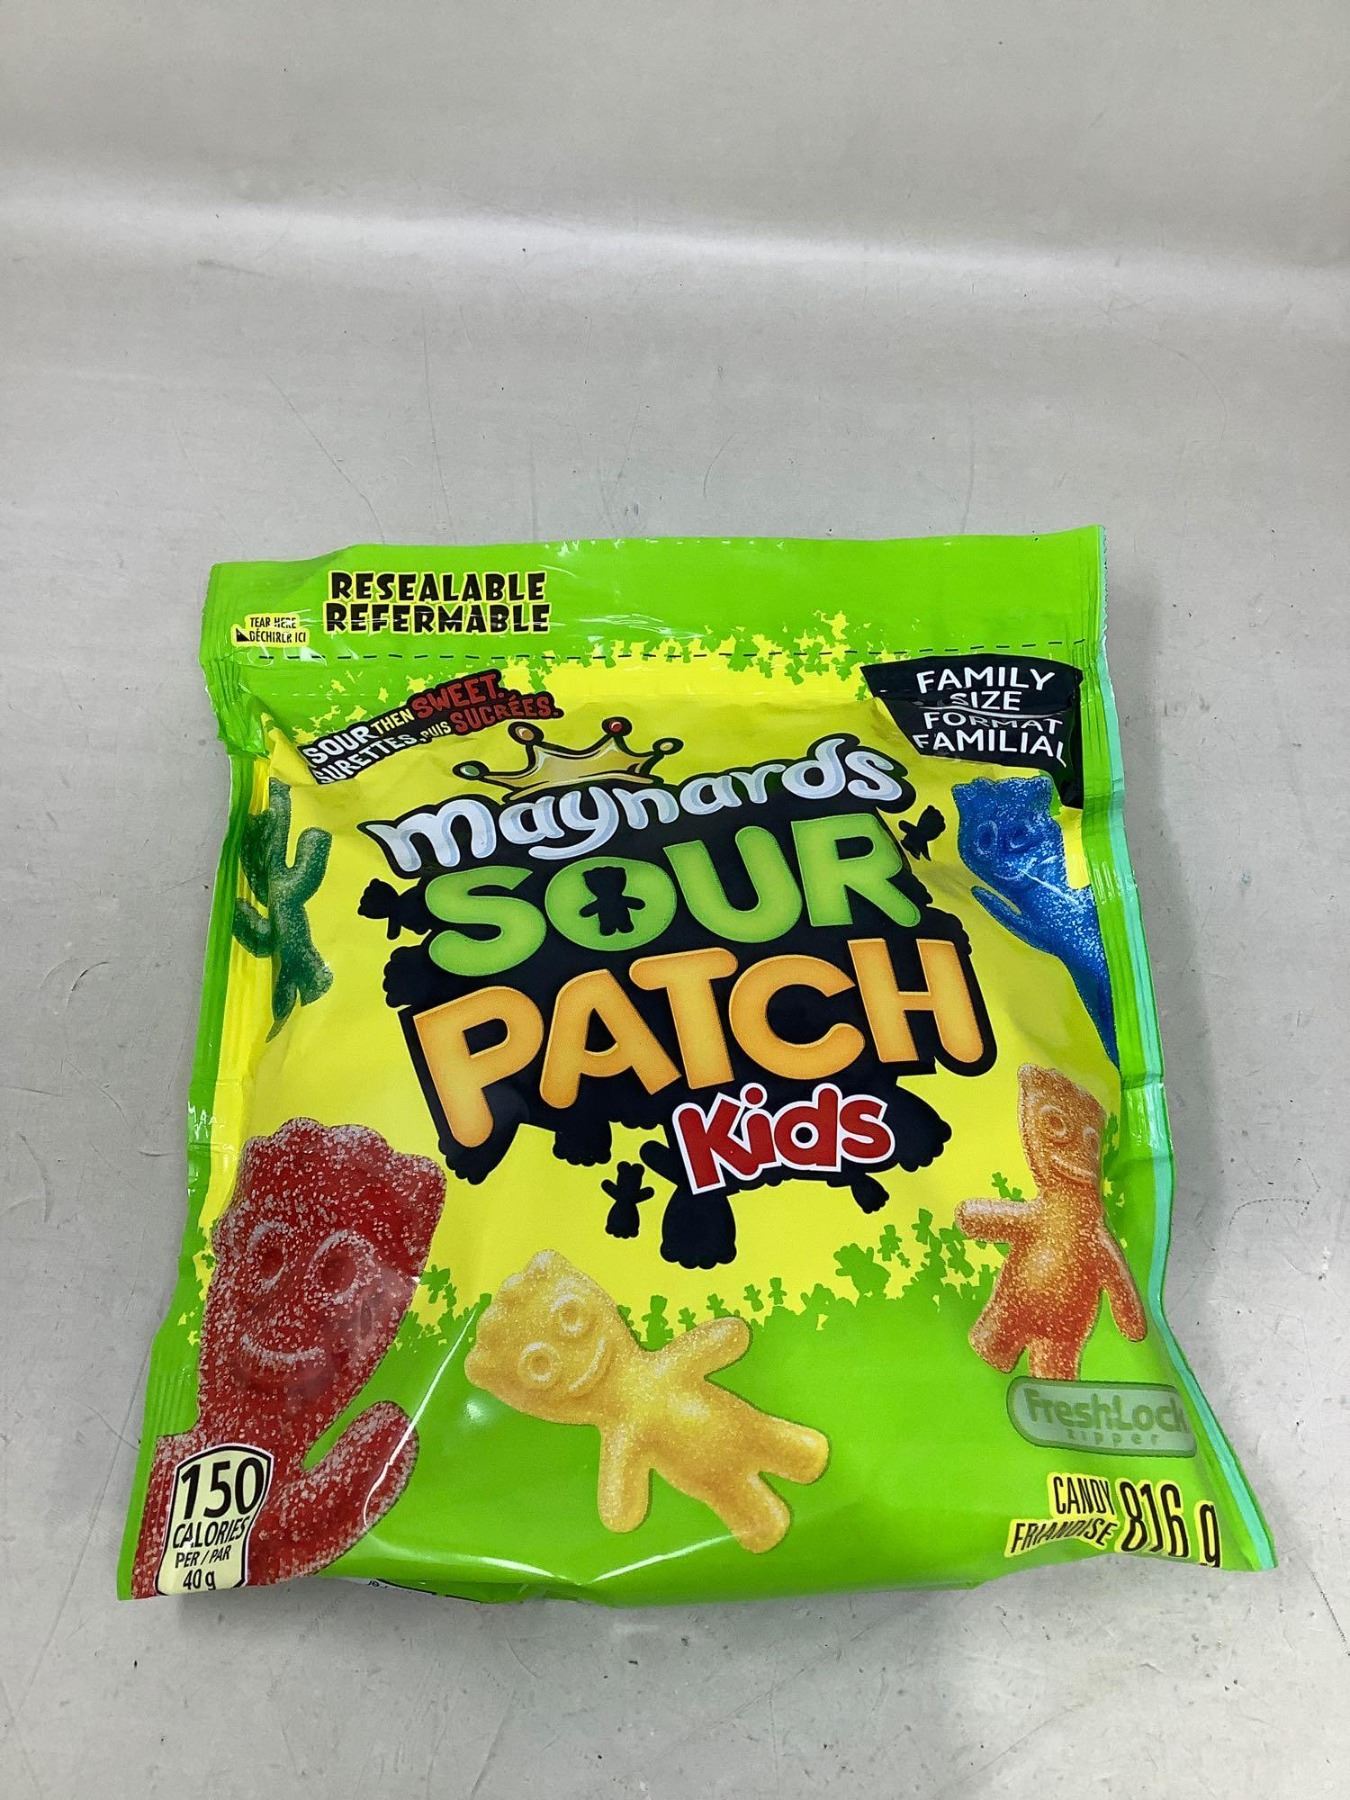 RESEALABLE
REFERMABLE
TEAR HERE
DÉCHIRER ICI
SOUR THEN SWEET.
SURETTES, PUIS SUCRÉES.
FAMILY
SIZE
FORMAT
FAMILIAL
maynards
SOUR
PATCH
Kids
FreshLock
zipper
150
CALORIES
PER / PAR
40 g
CANDY
FRIANDISE
816 g